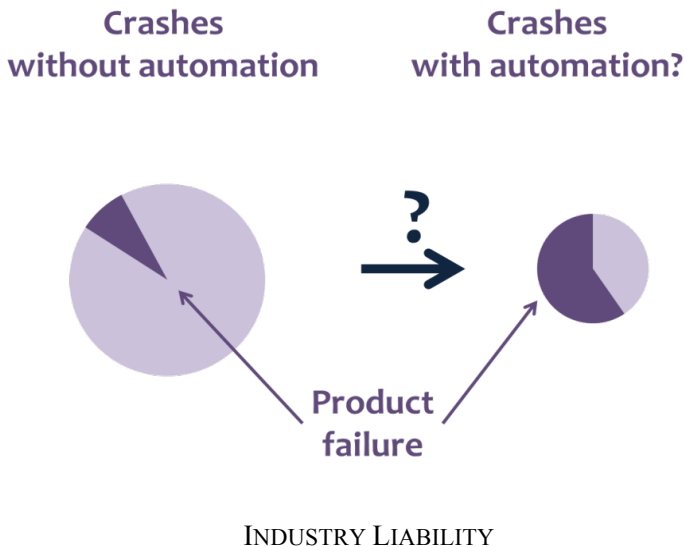 Crashes
without automation
Crashes
with automation?
?
Product
failure
INDUSTRY LIABILITY